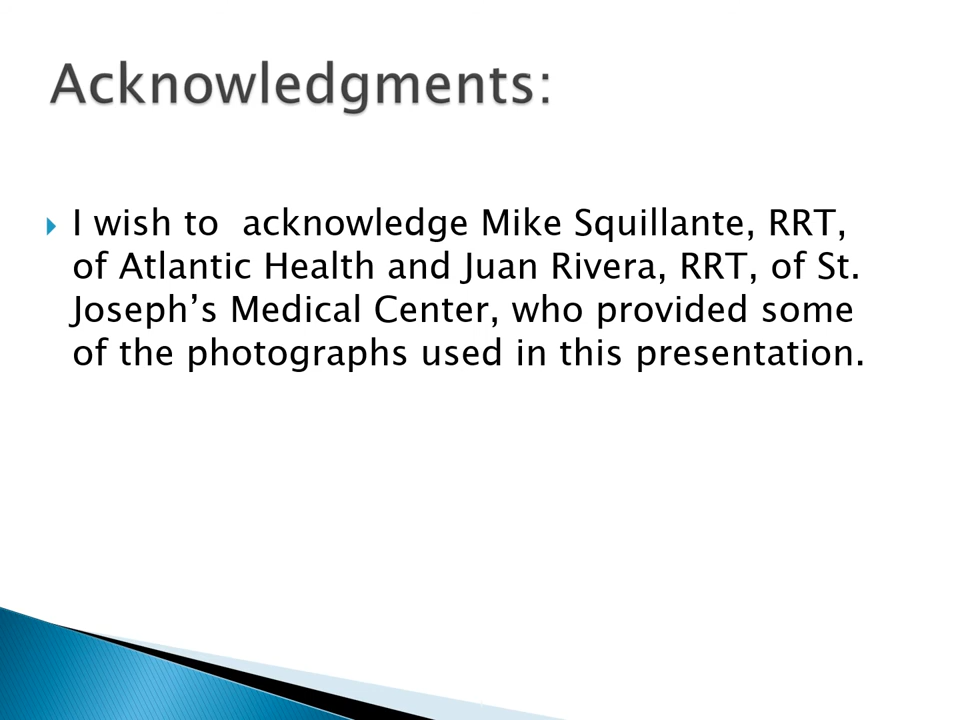 Acknowledgments:
I wish to  acknowledge Mike Squillante, RRT,
of Atlantic Health and Juan Rivera, RRT, of St.
Joseph’s Medical Center, who provided some
of the photographs used in this presentation.